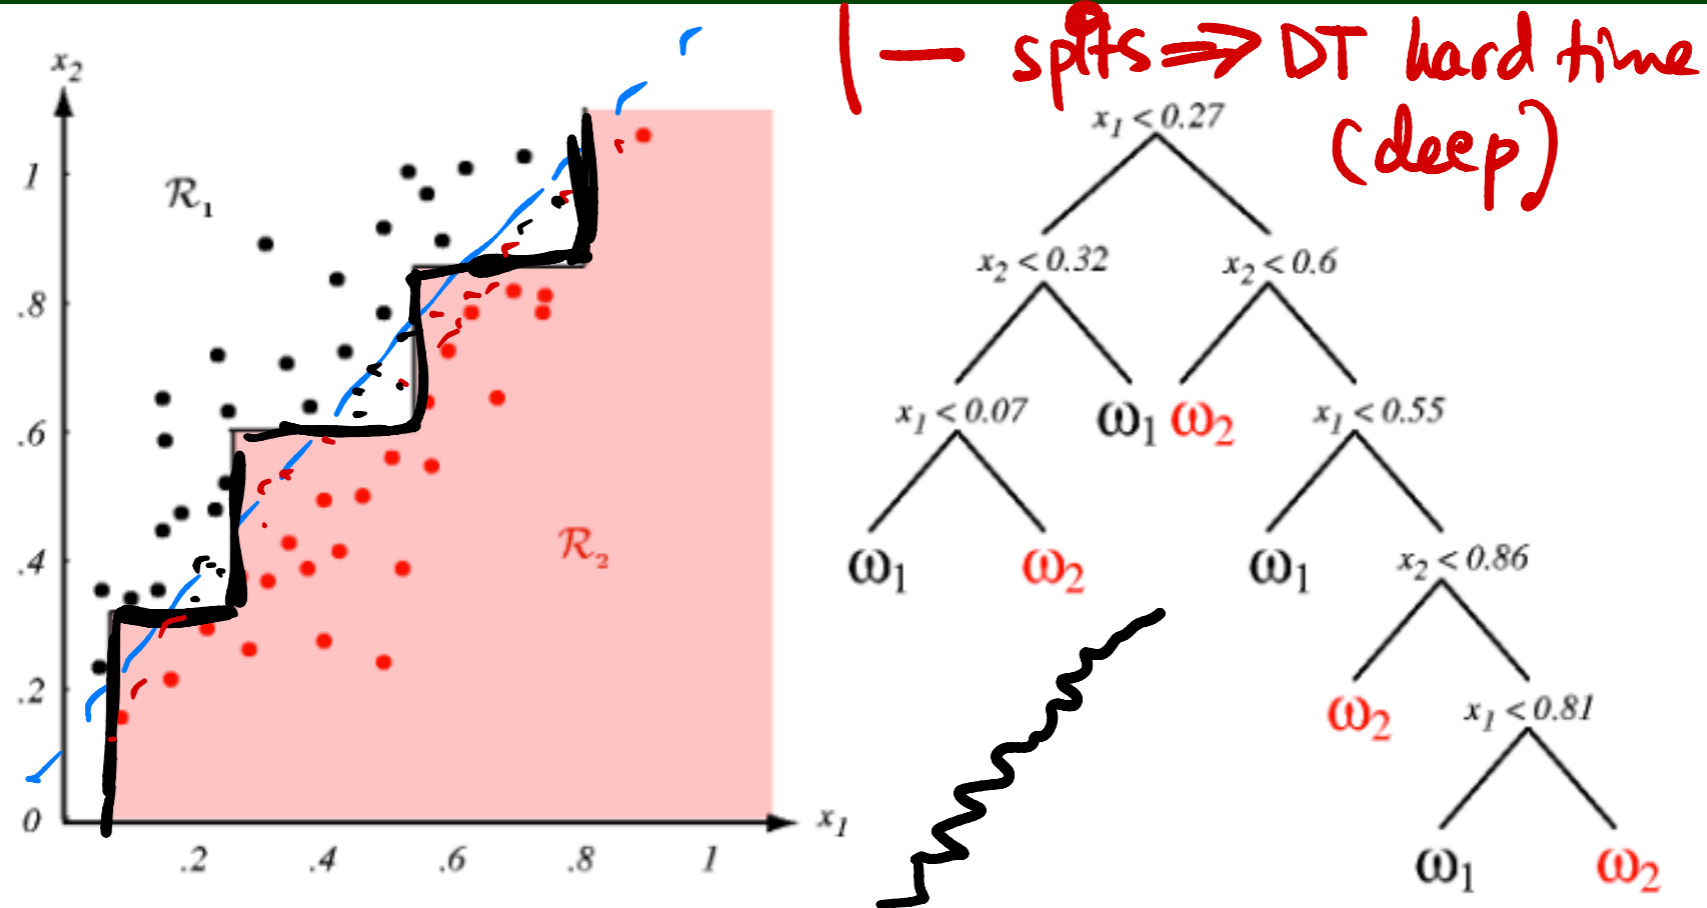 | — splits ⇒ DT hard time
(deep)
x₂
1
.8
.6
.4
.2
0
.2 .4 .6 .8 1
x₁
R₁
R₂
x₁ < 0.27
x₂ < 0.32 x₂ < 0.6
x₁ < 0.07 ω₁ ω₂ x₁ < 0.55
ω₁ ω₂ ω₁ x₂ < 0.86
ω₂ x₁ < 0.81
ω₁ ω₂